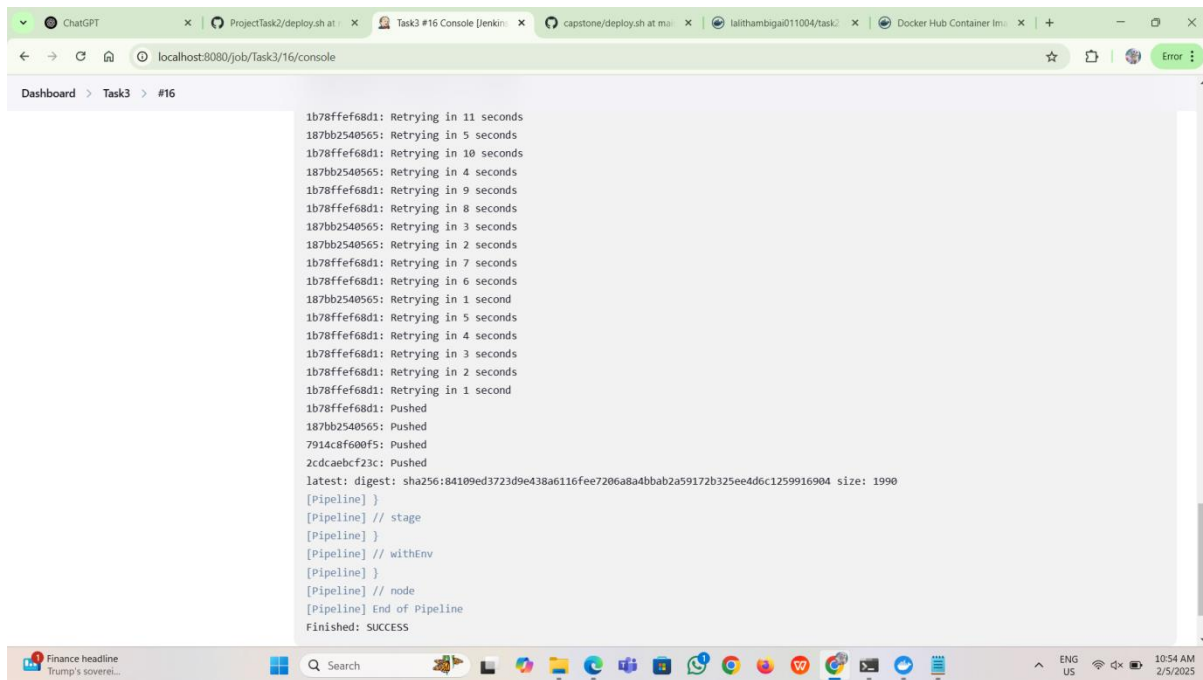 ChatGPT
ProjectTask2/deploy.sh at
Task3 #16 Console [Jenkins
capstone/deploy.sh at mai
lalithambigai011004/task2
Docker Hub Container Ima
localhost:8080/job/Task3/16/console
Error
Dashboard > Task3 > #16
1b78ffef68d1: Retrying in 11 seconds
187bb2540565: Retrying in 5 seconds
1b78ffef68d1: Retrying in 10 seconds
187bb2540565: Retrying in 4 seconds
1b78ffef68d1: Retrying in 9 seconds
1b78ffef68d1: Retrying in 8 seconds
187bb2540565: Retrying in 3 seconds
187bb2540565: Retrying in 2 seconds
1b78ffef68d1: Retrying in 7 seconds
1b78ffef68d1: Retrying in 6 seconds
187bb2540565: Retrying in 1 second
1b78ffef68d1: Retrying in 5 seconds
1b78ffef68d1: Retrying in 4 seconds
1b78ffef68d1: Retrying in 3 seconds
1b78ffef68d1: Retrying in 2 seconds
1b78ffef68d1: Retrying in 1 second
1b78ffef68d1: Pushed
187bb2540565: Pushed
7914c8f600f5: Pushed
2cdcaebcf23c: Pushed
latest: digest: sha256:84109ed3723d9e438a6116fee7206a8a4bbab2a59172b325ee4d6c1259916904 size: 1990
[Pipeline] }
[Pipeline] // stage
[Pipeline] }
[Pipeline] // withEnv
[Pipeline] }
[Pipeline] // node
[Pipeline] End of Pipeline
Finished: SUCCESS
1
Finance headline
Trump's soverei...
Search
1
ENG
US
10:54 AM
2/5/2025